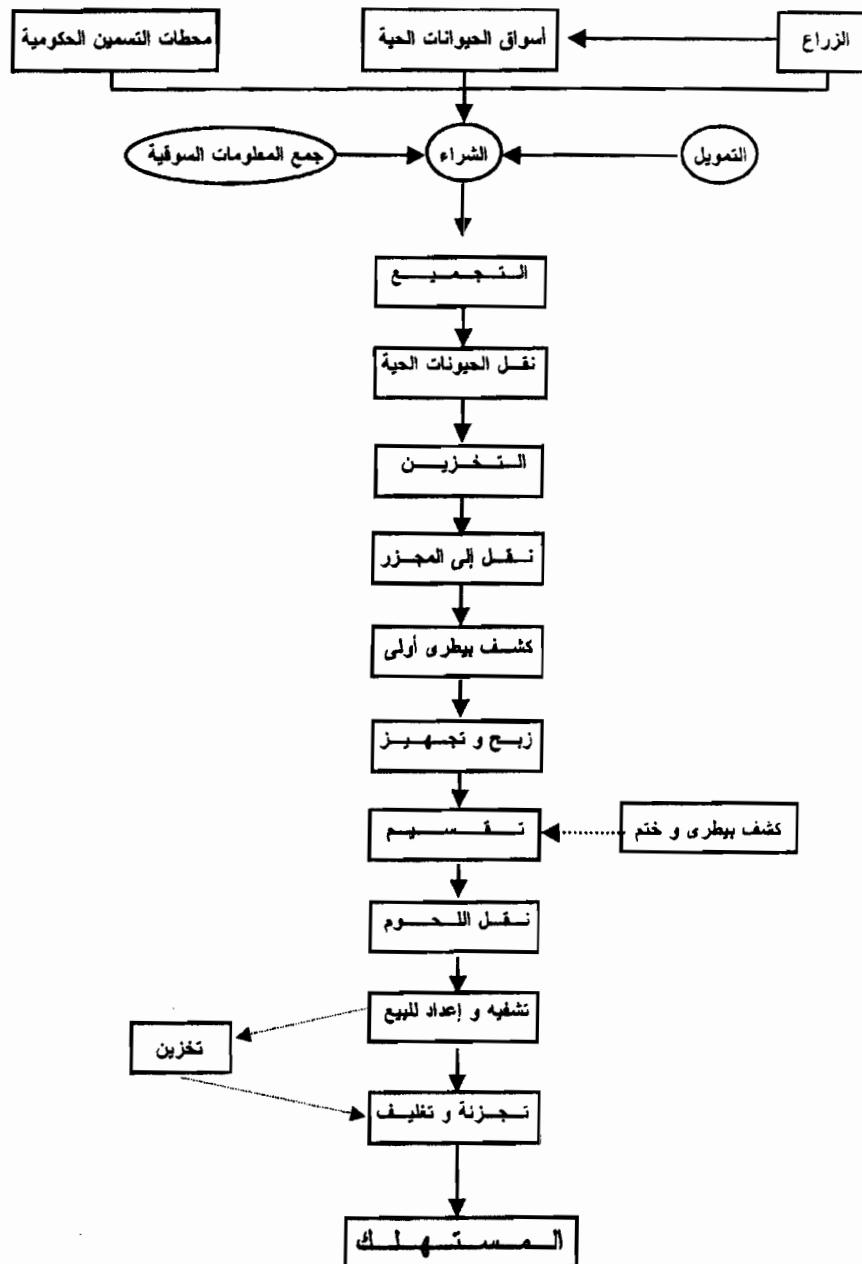 الزراع
أسواق الحيوانات الحية
محطات التسمين الحكومية
التمويل
الشراء
جمع المعلومات السوقية
التجميع
نقل الحيونات الحية
التخزين
نقل إلى المجزر
كشف بيطرى أولى
زبح و تجهيز
تقسيم
كشف بيطرى و ختم
نقل اللحوم
تشفيه و إعداد للبيع
تخزين
تجزئة و تغليف
المستهلك